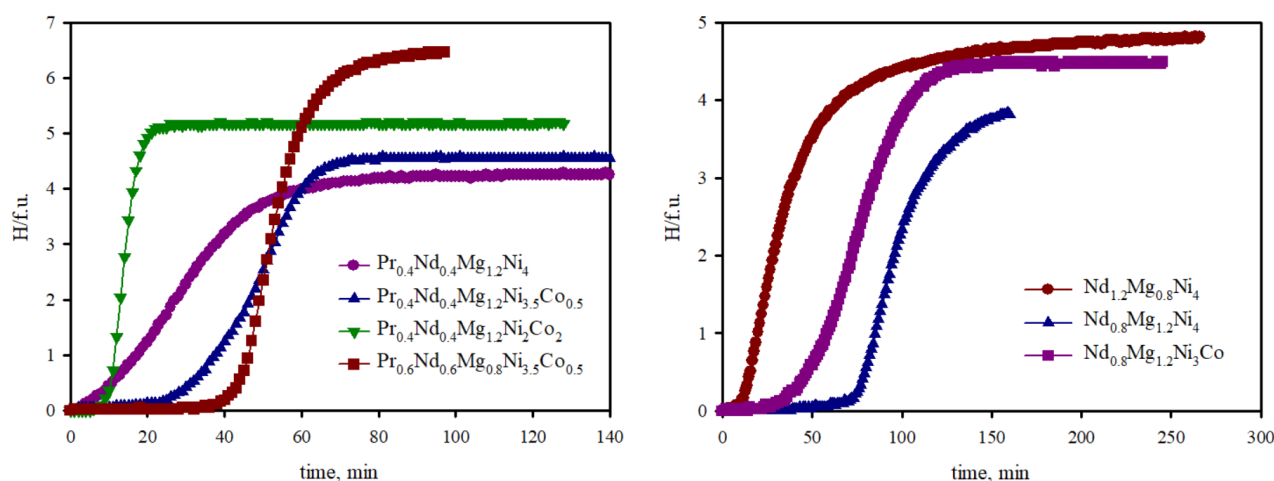 7
6
5
4
3
2
1
0
H/f.u.
Pr0.4Nd0.4Mg1.2Ni4
Pr0.4Nd0.4Mg1.2Ni3.5Co0.5
Pr0.4Nd0.4Mg1.2Ni2Co2
Pr0.6Nd0.6Mg0.8Ni3.5Co0.5
0 20 40 60 80 100 120 140
time, min
5
4
3
2
1
0
H/f.u.
Nd1.2Mg0.8Ni4
Nd0.8Mg1.2Ni4
Nd0.8Mg1.2Ni3Co
0 50 100 150 200 250 300
time, min